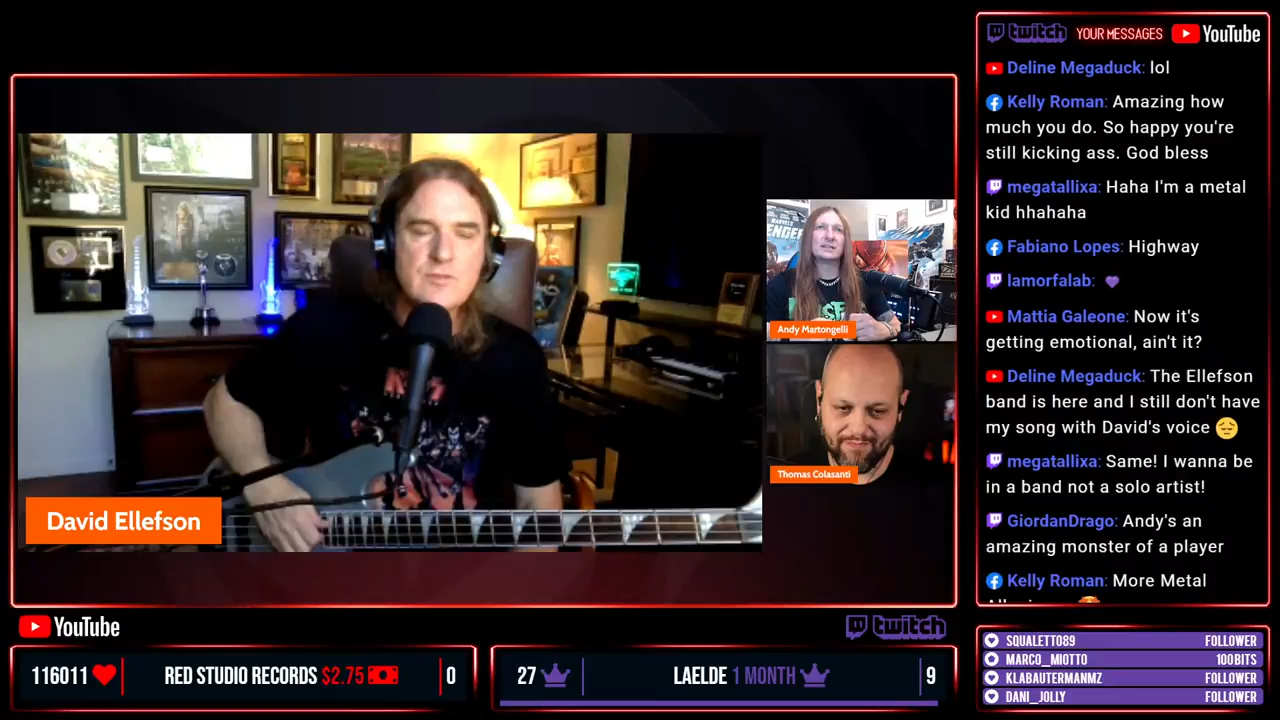 twitch YOUR MESSAGES YouTube
Deline Megaduck: lol
Kelly Roman: Amazing how
much you do. So happy you're
still kicking ass. God bless
megatallixa: Haha I'm a metal
kid hhahaha
Fabiano Lopes: Highway
lamorfalab:
Mattia Galeone: Now it's
getting emotional, ain't it?
Deline Megaduck: The Ellefson
band is here and I still don't have
my song with David's voice
megatallixa: Same! I wanna be
in a band not a solo artist!
GiordanDrago: Andy's an
amazing monster of a player
Kelly Roman: More Metal
Andy Martongelli
Thomas Colasanti
David Ellefson
YouTube
twitch
116011 RED STUDIO RECORDS $2.75 0
27 LAELDE 1 MONTH 9
SQUALETTO89 FOLLOWER
MARCO_MIOTTO 100BITS
KLABAUTERMANMZ FOLLOWER
DANI_JOLLY FOLLOWER